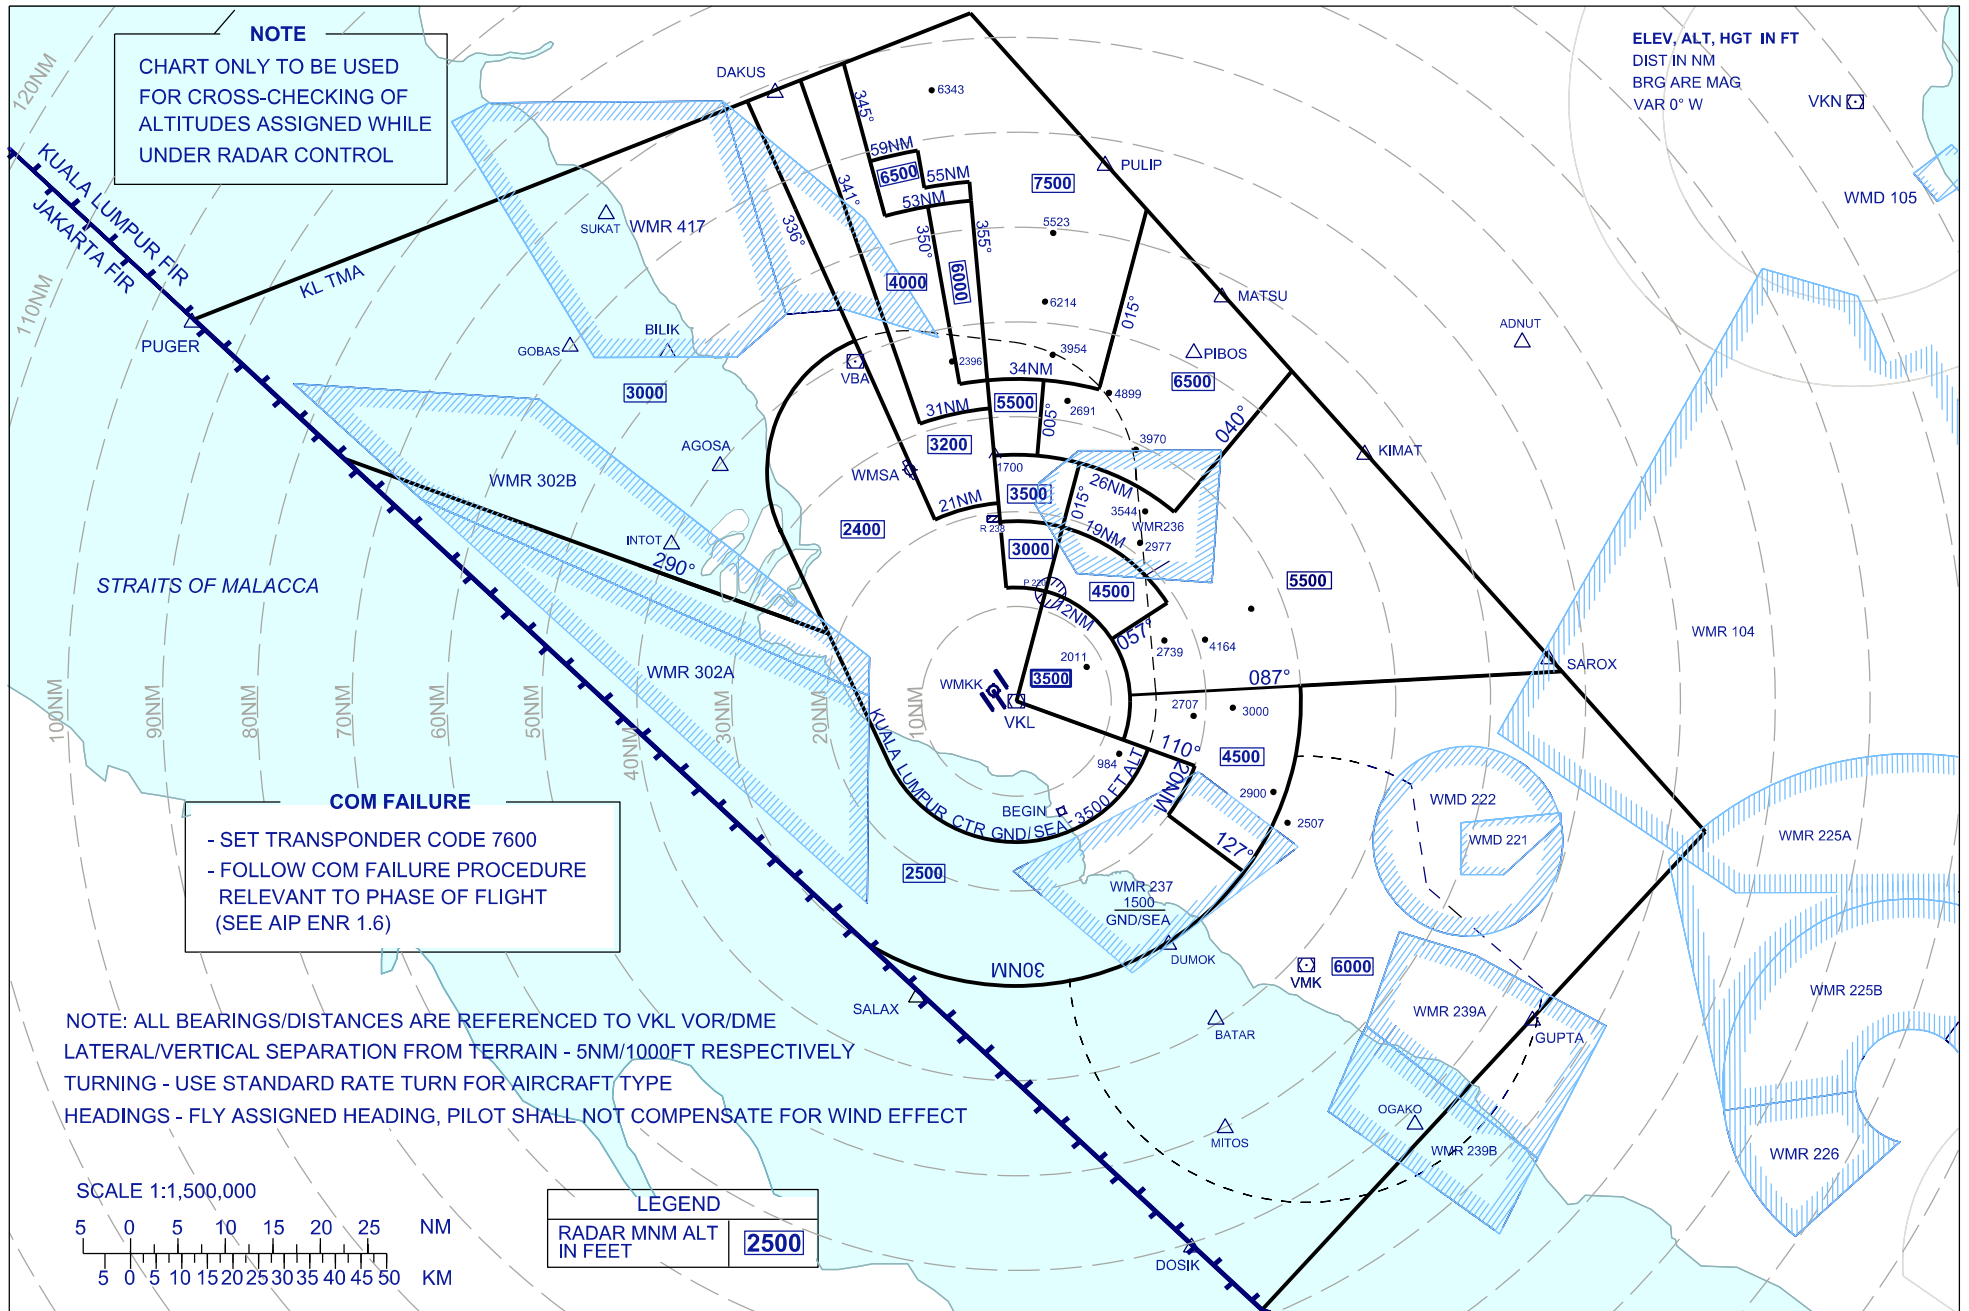 NOTE
CHART ONLY TO BE USED
FOR CROSS-CHECKING OF
ALTITUDES ASSIGNED WHILE
UNDER RADAR CONTROL
ELEV, ALT, HGT IN FT
DIST IN NM
BRG ARE MAG
VAR 0° W
VKN
WMD 105
120NM
110NM
100NM
90NM
80NM
70NM
60NM
50NM
40NM
30NM
20NM
10NM
KUALA LUMPUR FIR
JAKARTA FIR
KL TMA
PUGER
DAKUS
SUKAT
WMR 417
GOBAS
BILIK
3000
VBA
AGOSA
WMSA
WMR 302B
INTOT
290°
WMR 302A
STRAITS OF MALACCA
2400
336°
341°
345°
350°
355°
6343
59NM
6500
55NM
53NM
7500
PULIP
5523
4000
6000
6214
015°
MATSU
ADNUT
2396
3954
34NM
PIBOS
6500
4899
2691
31NM
5500
005°
040°
3200
3970
KIMAT
1700
26NM
21NM
3500
015°
3544
WMR236
R 238
19NM
2977
3000
P 220
12NM
4500
5500
057°
2739
4164
2011
WMKK
3500
VKL
087°
SAROX
WMR 104
2707
3000
110°
4500
984
20NM
2900
2507
BEGIN
KUALA LUMPUR CTR GND/SEA - 3500 FT ALT
127°
WMR 237
1500
GND/SEA
2500
30NM
DUMOK
SALAX
WMD 222
WMD 221
WMR 225A
WMR 225B
WMR 226
VMK
6000
WMR 239A
GUPTA
BATAR
MITOS
OGAKO
WMR 239B
DOSIK
COM FAILURE
- SET TRANSPONDER CODE 7600
- FOLLOW COM FAILURE PROCEDURE
RELEVANT TO PHASE OF FLIGHT
(SEE AIP ENR 1.6)
NOTE: ALL BEARINGS/DISTANCES ARE REFERENCED TO VKL VOR/DME
LATERAL/VERTICAL SEPARATION FROM TERRAIN - 5NM/1000FT RESPECTIVELY
TURNING - USE STANDARD RATE TURN FOR AIRCRAFT TYPE
HEADINGS - FLY ASSIGNED HEADING, PILOT SHALL NOT COMPENSATE FOR WIND EFFECT
SCALE 1:1,500,000
5 0 5 10 15 20 25 NM
5 0 5 10 15 20 25 30 35 40 45 50 KM
LEGEND
RADAR MNM ALT
IN FEET
2500